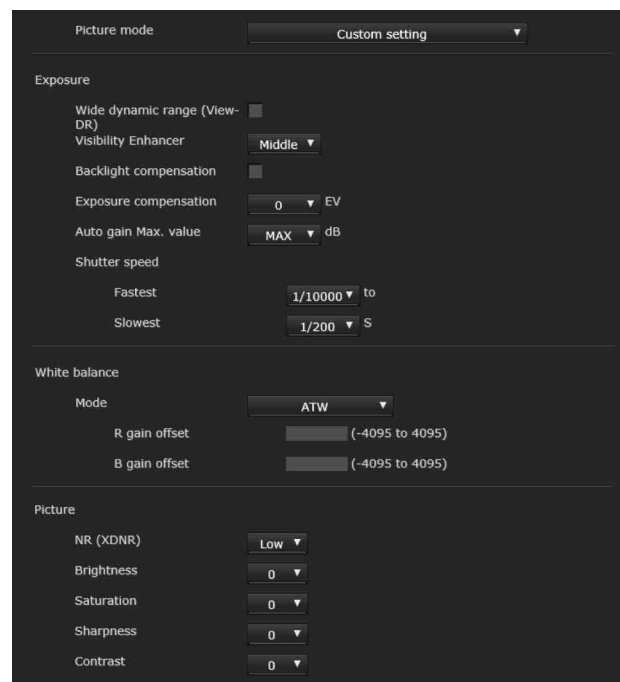 Picture mode Custom setting ▼
Exposure
Wide dynamic range (View-
DR)
Visibility Enhancer Middle ▼
Backlight compensation
Exposure compensation 0 ▼ EV
Auto gain Max. value MAX ▼ dB
Shutter speed
Fastest 1/10000 ▼ to
Slowest 1/200 ▼ S
White balance
Mode ATW ▼
R gain offset (-4095 to 4095)
B gain offset (-4095 to 4095)
Picture
NR (XDNR) Low ▼
Brightness 0 ▼
Saturation 0 ▼
Sharpness 0 ▼
Contrast 0 ▼